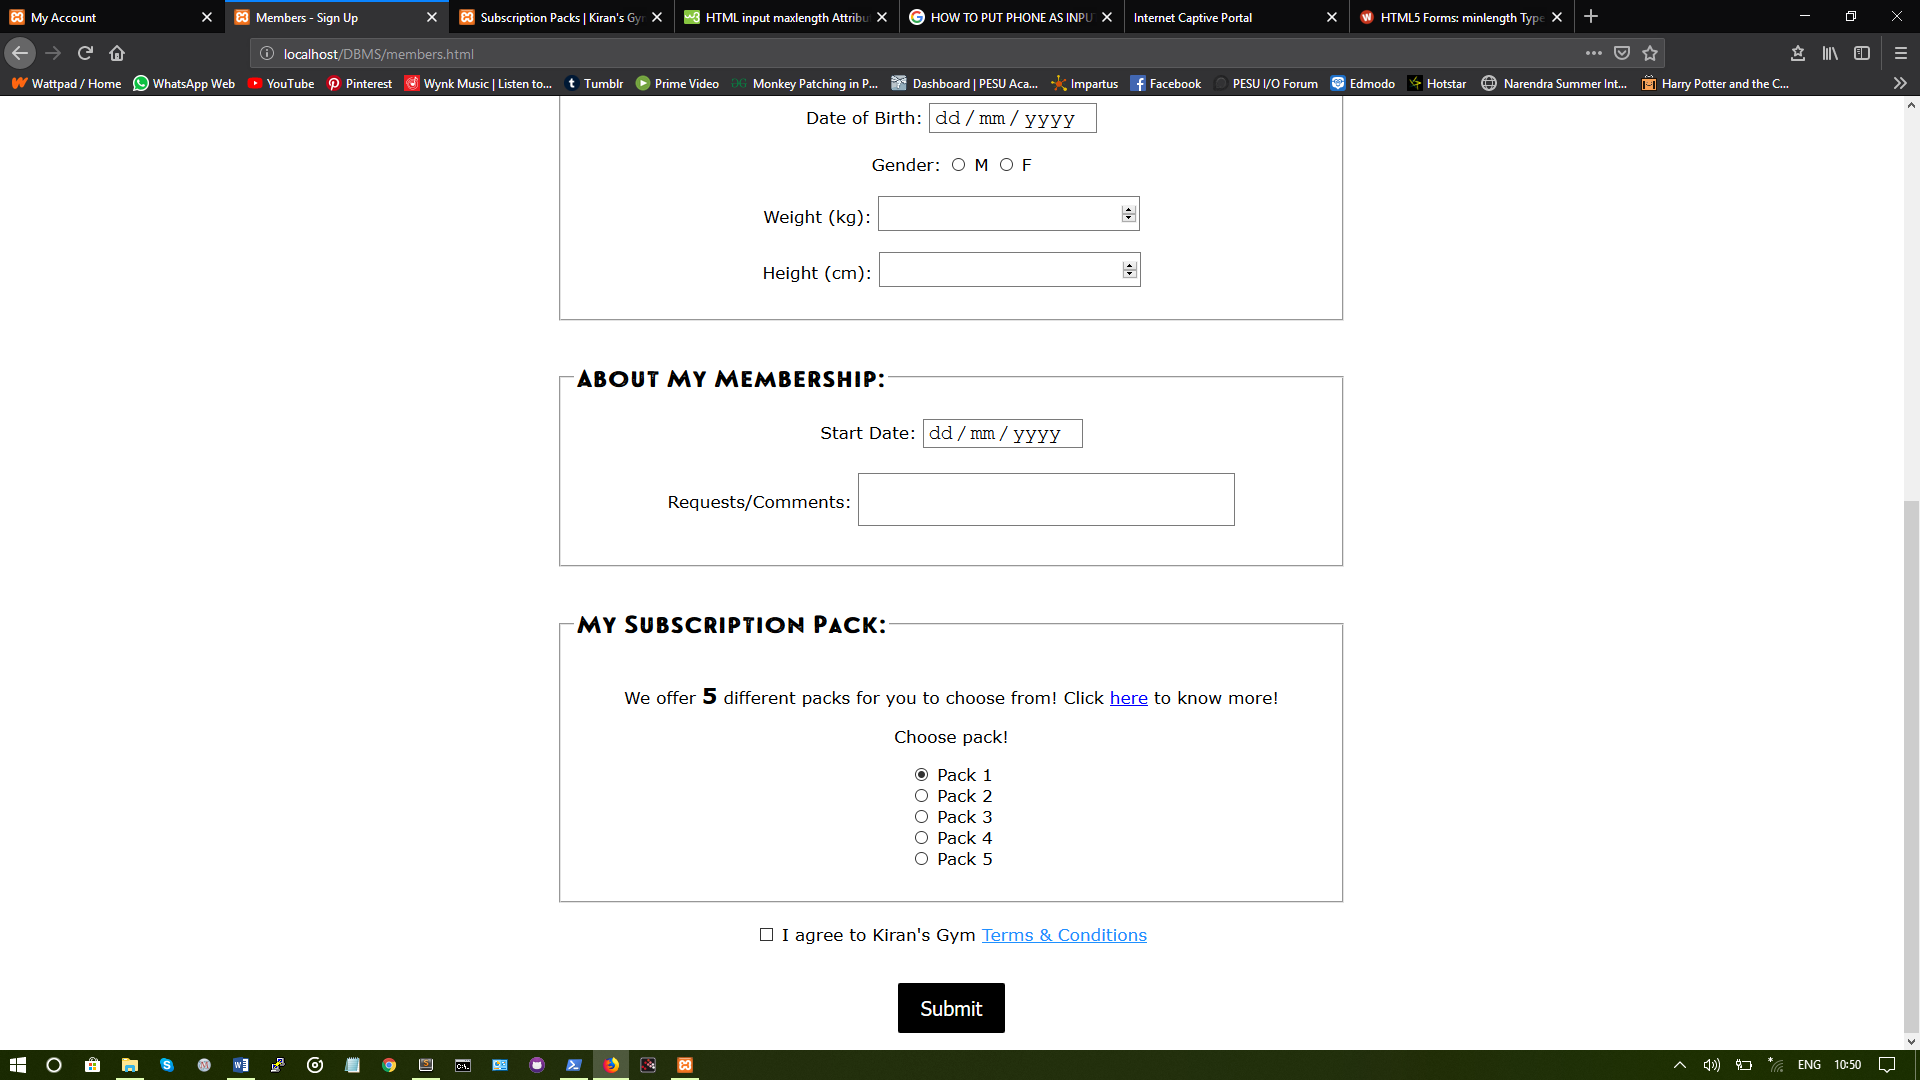 My Account
Members - Sign Up
Subscription Packs | Kiran's Gy
HTML input maxlength Attribu
HOW TO PUT PHONE AS INPU
Internet Captive Portal
HTML5 Forms: minlength Type
localhost/DBMS/members.html
Wattpad / Home
WhatsApp Web
YouTube
Pinterest
Wynk Music | Listen to...
Tumblr
Prime Video
Monkey Patching in P...
Dashboard | PESU Aca...
Impartus
Facebook
PESU I/O Forum
Edmodo
Hotstar
Narendra Summer Int...
Harry Potter and the C...
Date of Birth: dd / mm / yyyy
Gender: M F
Weight (kg):
Height (cm):
About My Membership:
Start Date: dd / mm / yyyy
Requests/Comments:
My Subscription Pack:
We offer 5 different packs for you to choose from! Click here to know more!
Choose pack!
Pack 1
Pack 2
Pack 3
Pack 4
Pack 5
I agree to Kiran's Gym Terms & Conditions
Submit
ENG 10:50